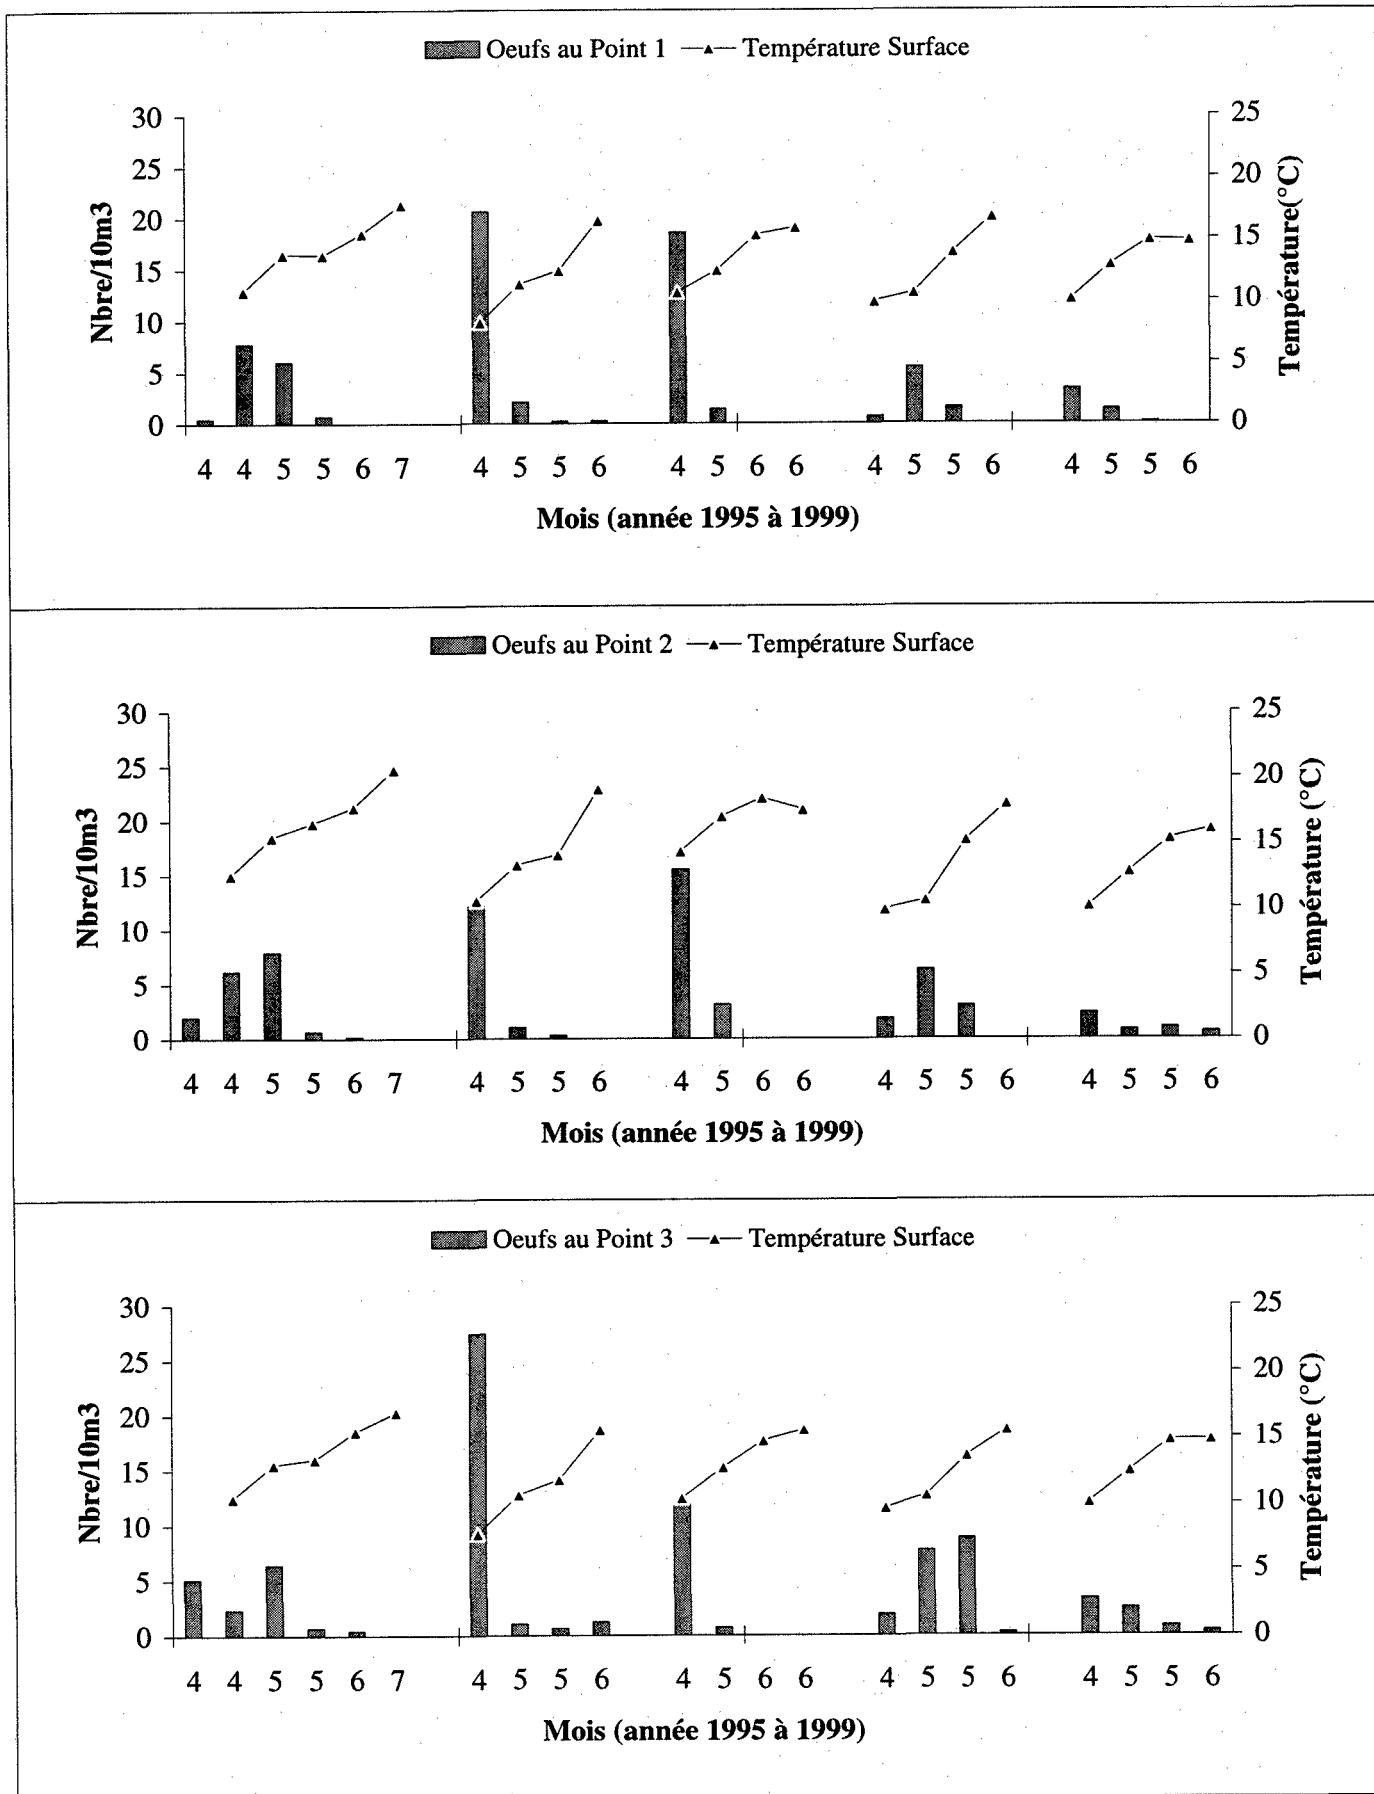 Oeufs au Point 1 Température Surface
30 25
25 20
20 15
15 10
10 5
5 0
0
Nbre/10m3
Température(°C)
4 4 5 5 6 7 4 5 5 6 4 5 6 6 4 5 5 6 4 5 5 6
Mois (année 1995 à 1999)
Oeufs au Point 2 Température Surface
30 25
25 20
20 15
15 10
10 5
5 0
0
Nbre/10m3
Température (°C)
4 4 5 5 6 7 4 5 5 6 4 5 6 6 4 5 5 6 4 5 5 6
Mois (année 1995 à 1999)
Oeufs au Point 3 Température Surface
30 25
25 20
20 15
15 10
10 5
5 0
0
Nbre/10m3
Température (°C)
4 4 5 5 6 7 4 5 5 6 4 5 6 6 4 5 5 6 4 5 5 6
Mois (année 1995 à 1999)